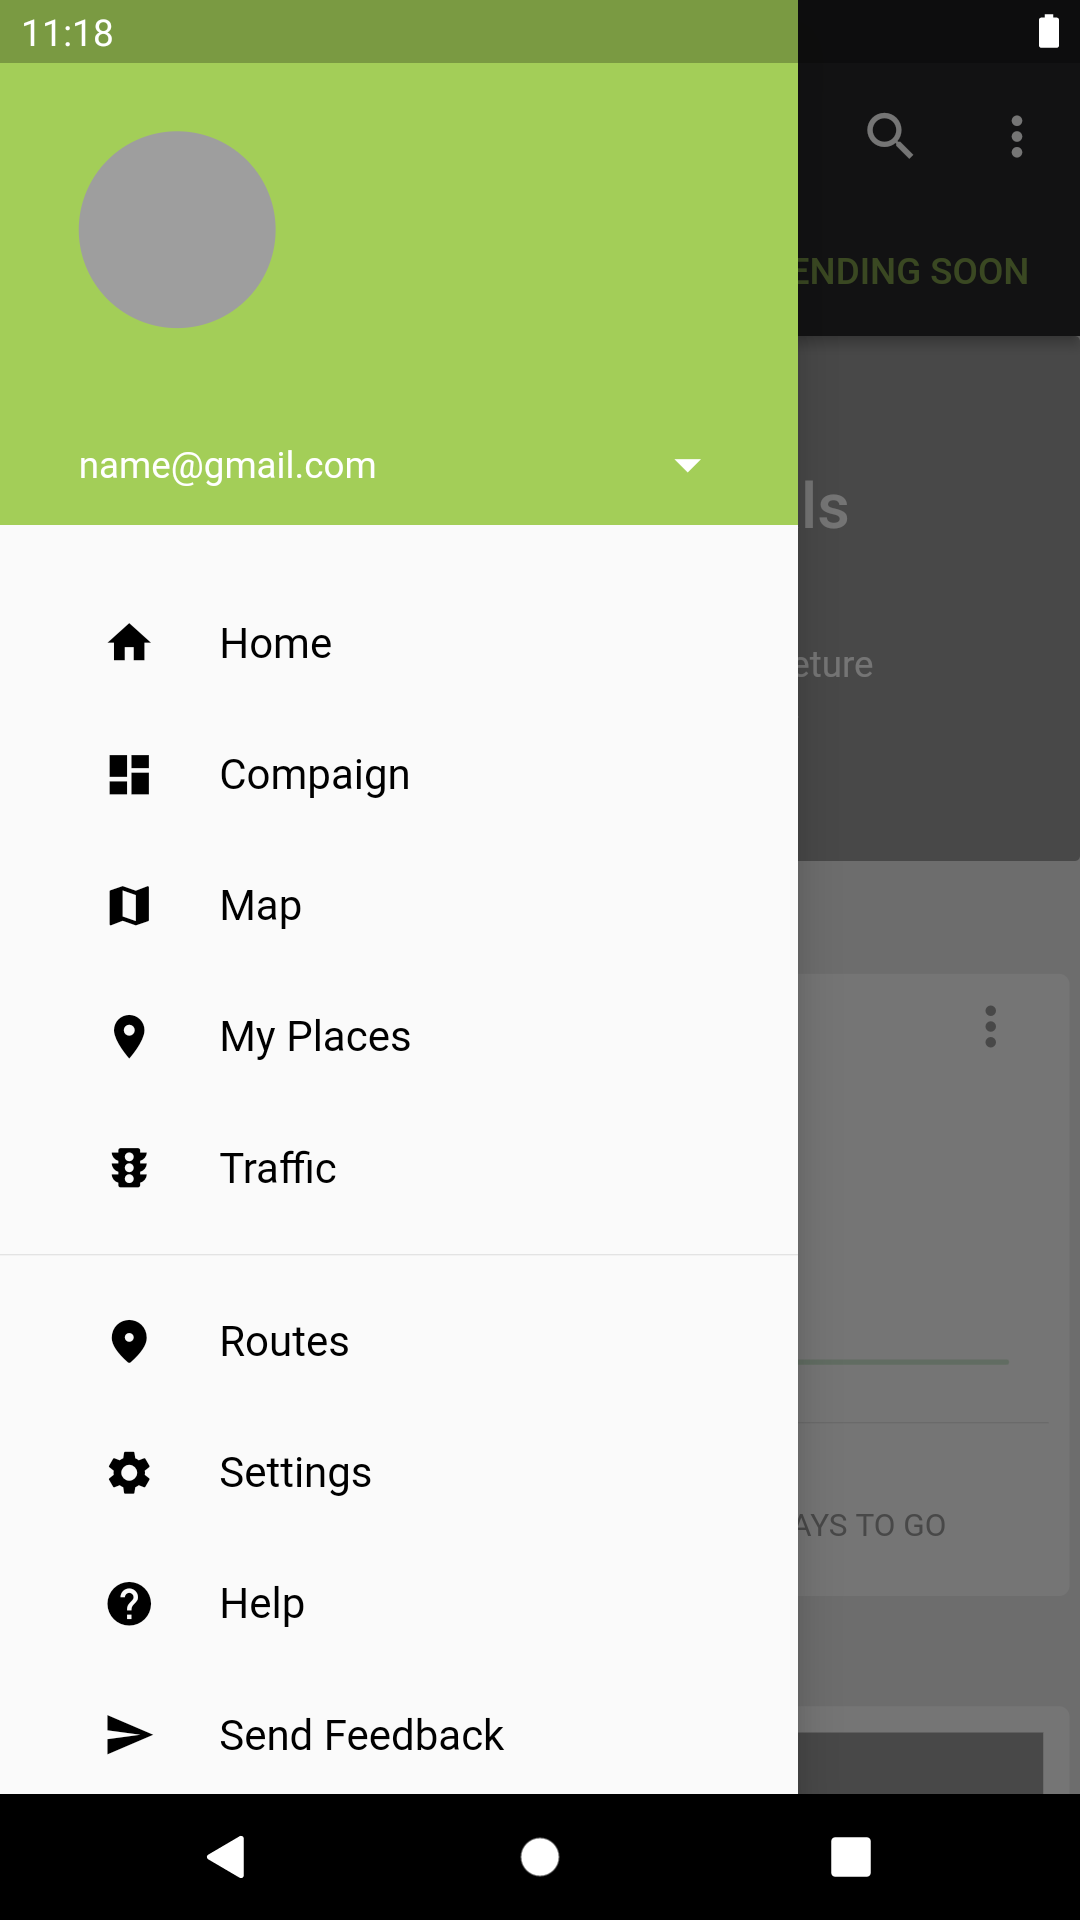 11:18
ENDING SOON
name@gmail.com
ls
eture
Home
Compaign
Map
My Places
Traffic
Routes
Settings
AYS TO GO
Help
Send Feedback